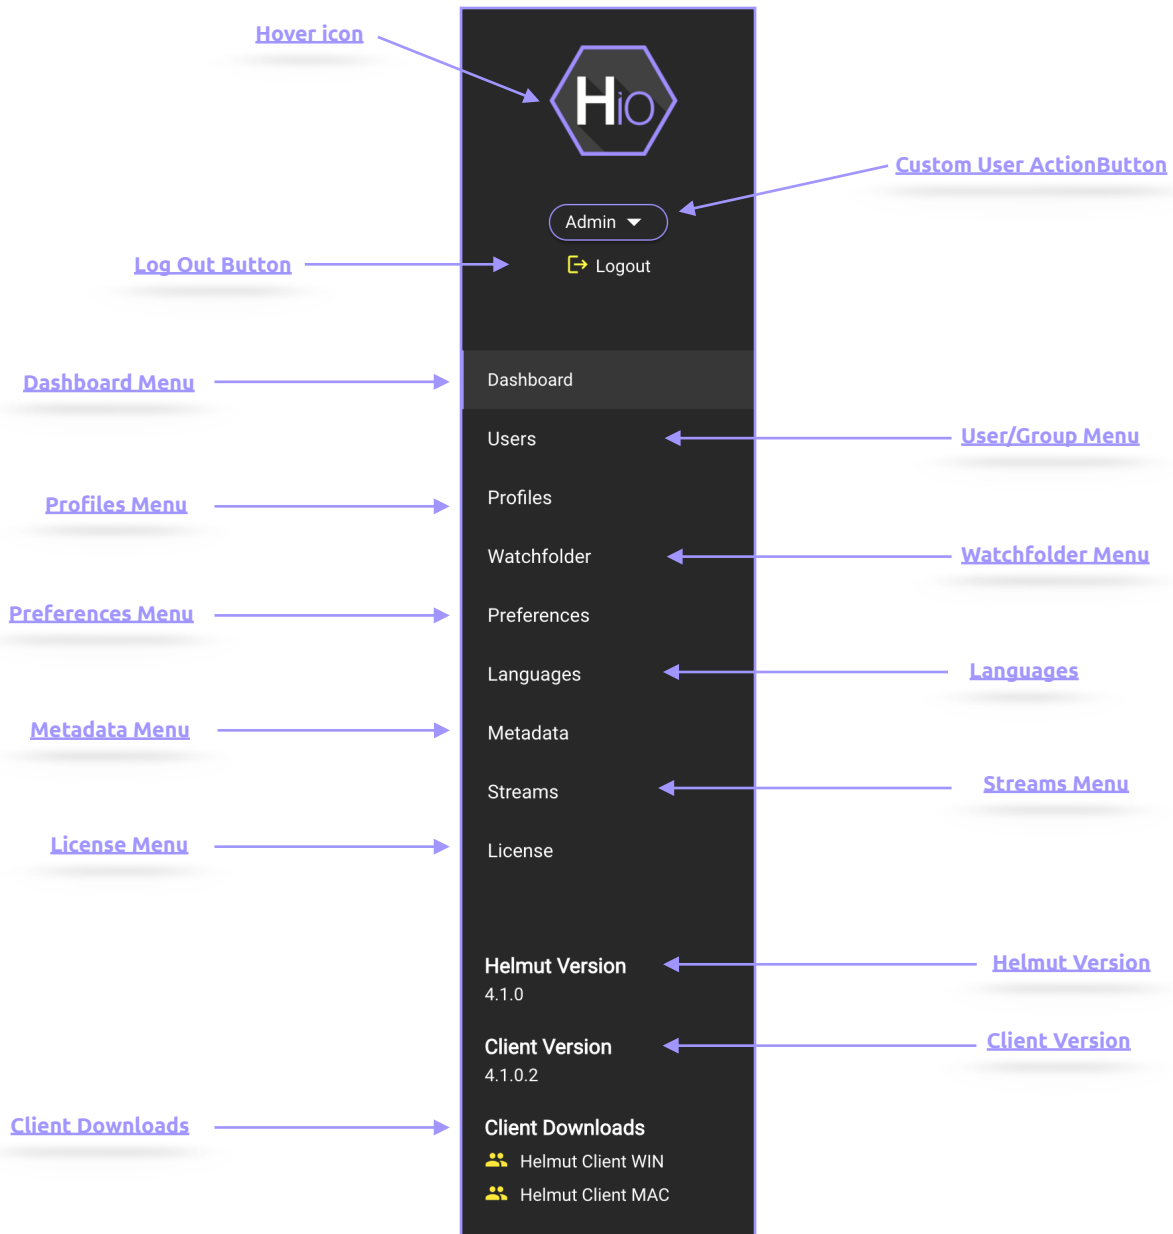 Hover icon
Hio
Custom User ActionButton
Admin
Log Out Button
Logout
Dashboard Menu
Dashboard
Users
User/Group Menu
Profiles Menu
Profiles
Watchfolder
Watchfolder Menu
Preferences Menu
Preferences
Languages
Languages
Metadata Menu
Metadata
Streams
Streams Menu
License Menu
License
Helmut Version
Helmut Version
4.1.0
Client Version
Client Version
4.1.0.2
Client Downloads
Client Downloads
Helmut Client WIN
Helmut Client MAC